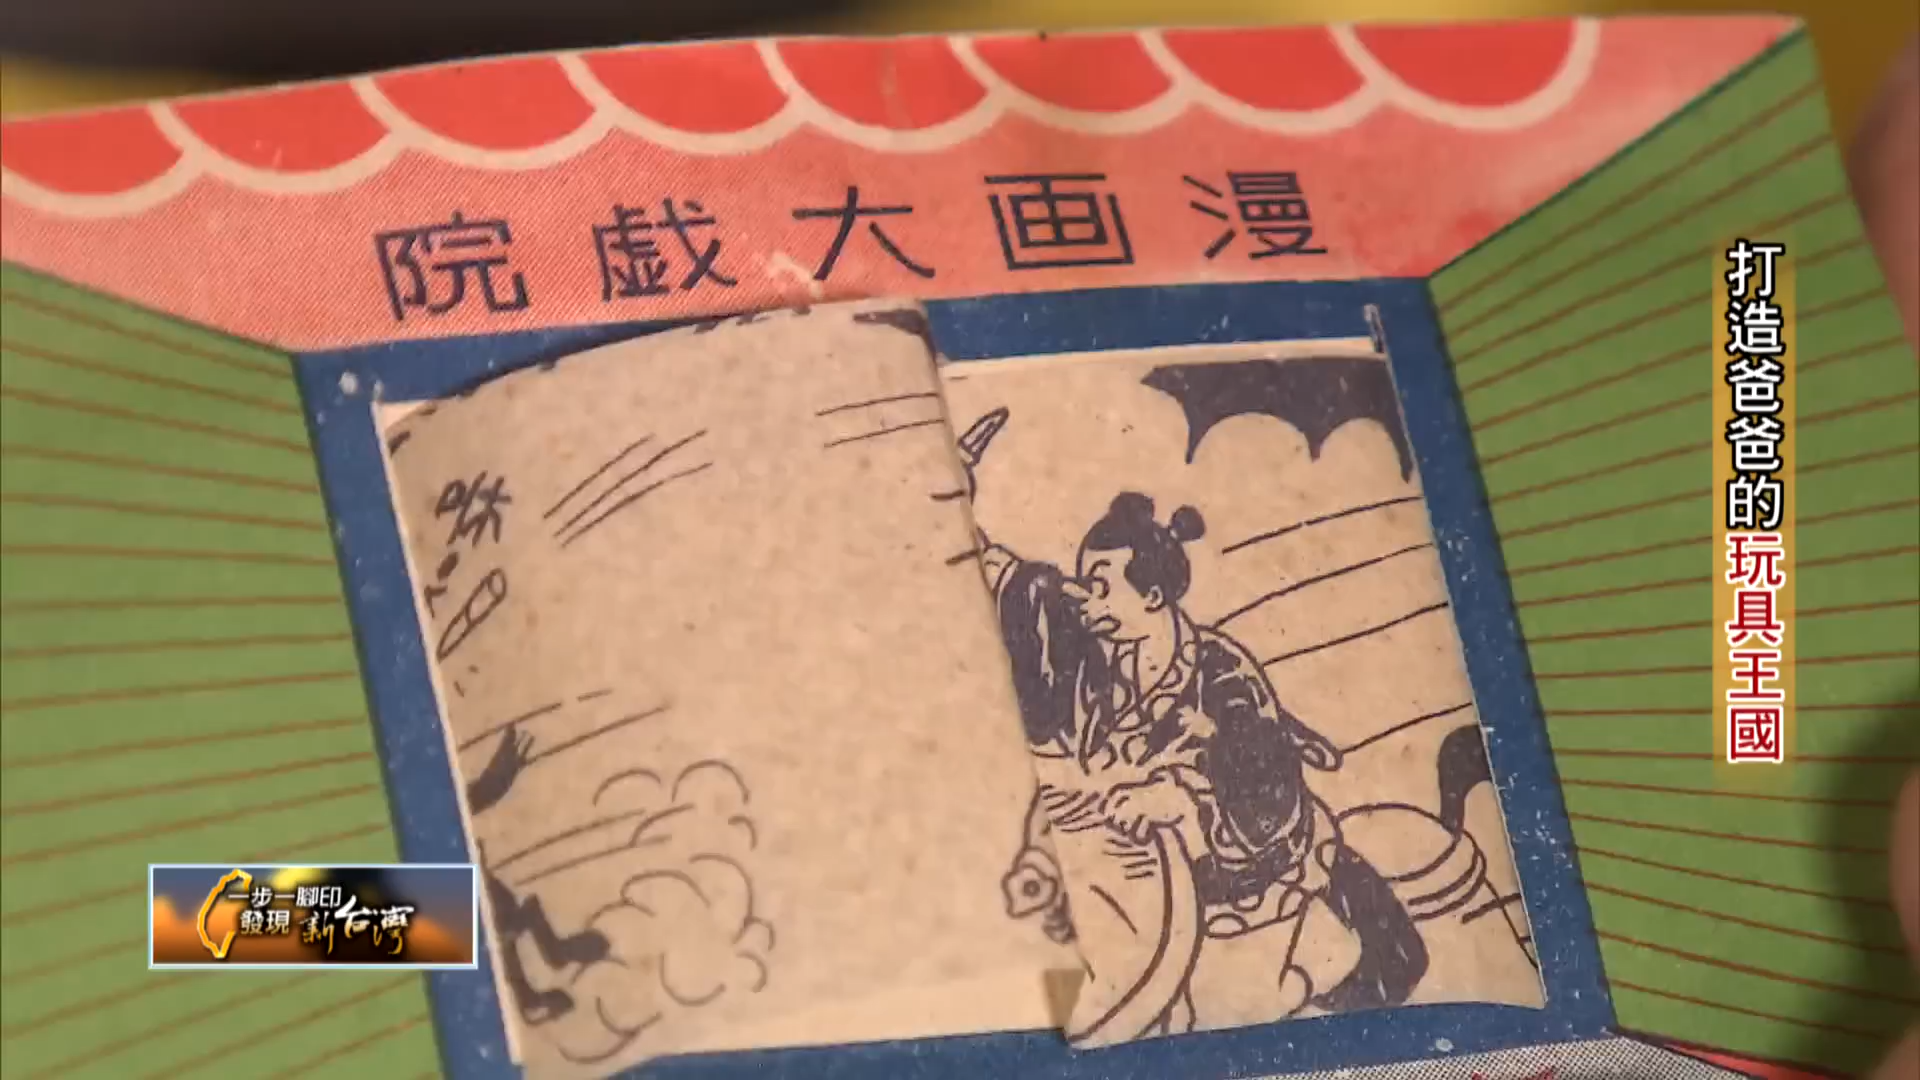 漫画大戯院
打造爸爸的玩具王國
一步一腳印
發現 新台灣